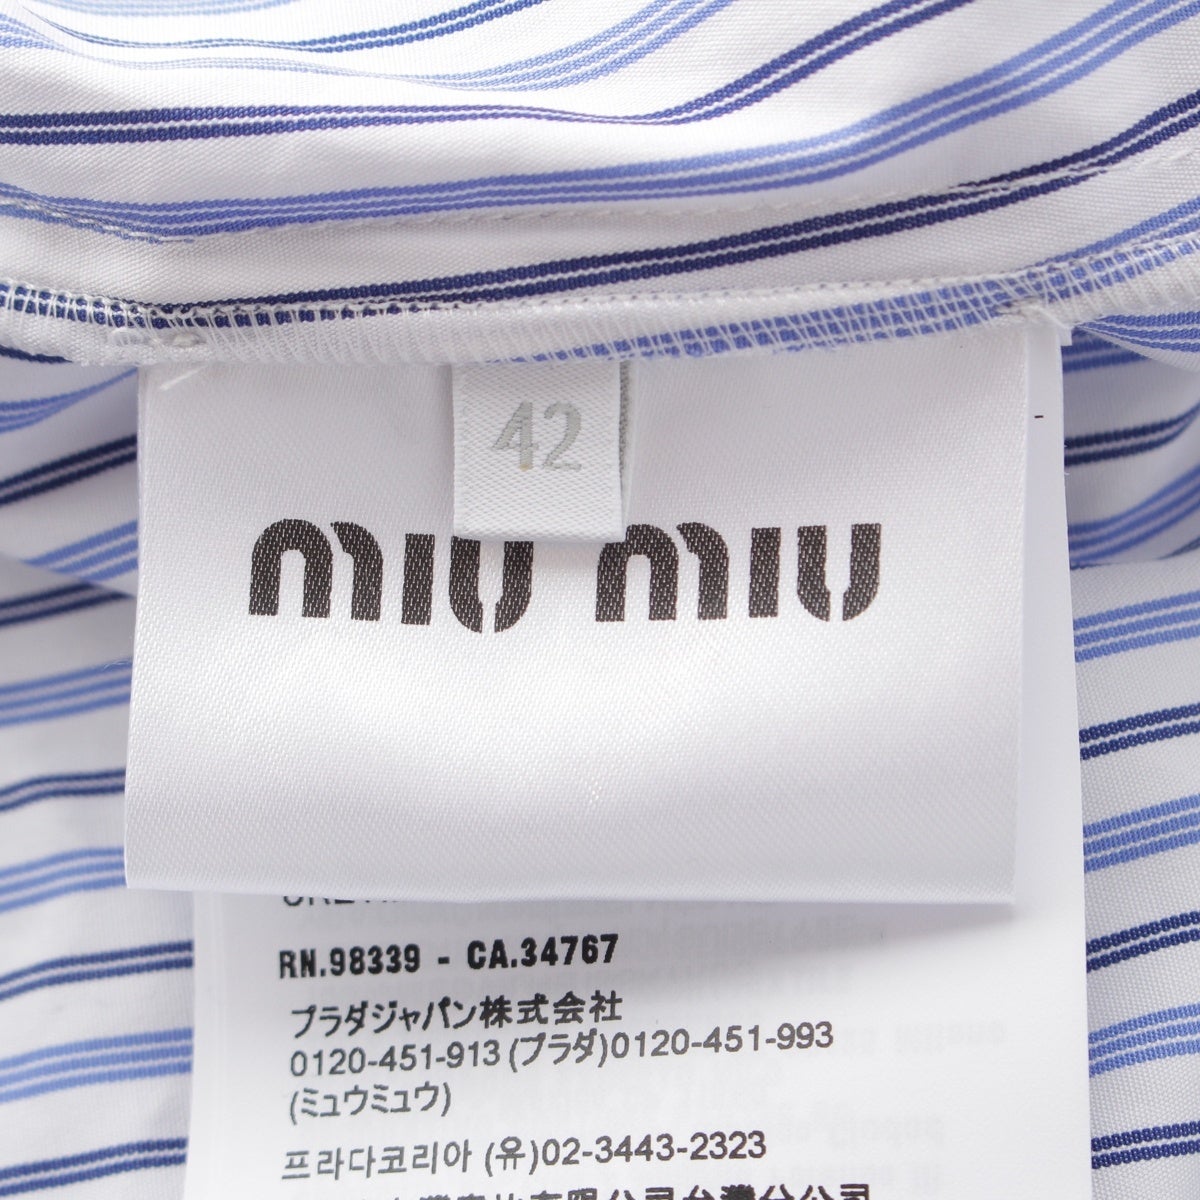 42
miu miu
RN.98339 - CA.34767
プラダジャパン株式会社
0120-451-913 (プラダ)0120-451-993
(ミュウミュウ)
프라다코리아 (유)02-3443-2323